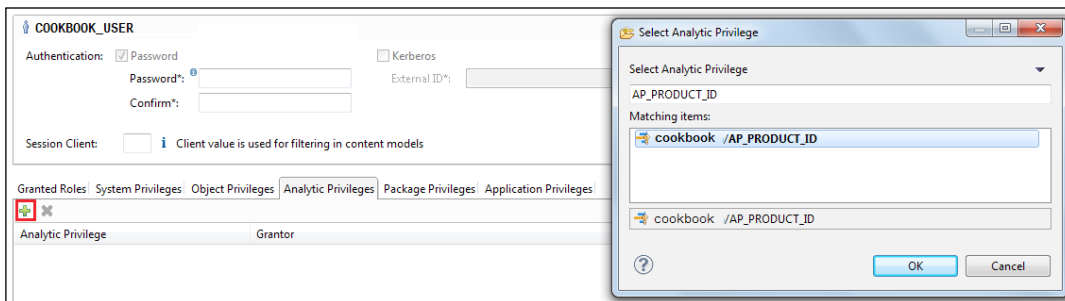 COOKBOOK_USER
Authentication: Password Kerberos
Password*: External ID*:
Confirm*:
Session Client: i Client value is used for filtering in content models
Granted Roles System Privileges Object Privileges Analytic Privileges Package Privileges Application Privileges
Analytic Privilege Grantor
Select Analytic Privilege
Select Analytic Privilege
AP_PRODUCT_ID
Matching items:
cookbook /AP_PRODUCT_ID
cookbook /AP_PRODUCT_ID
? OK Cancel